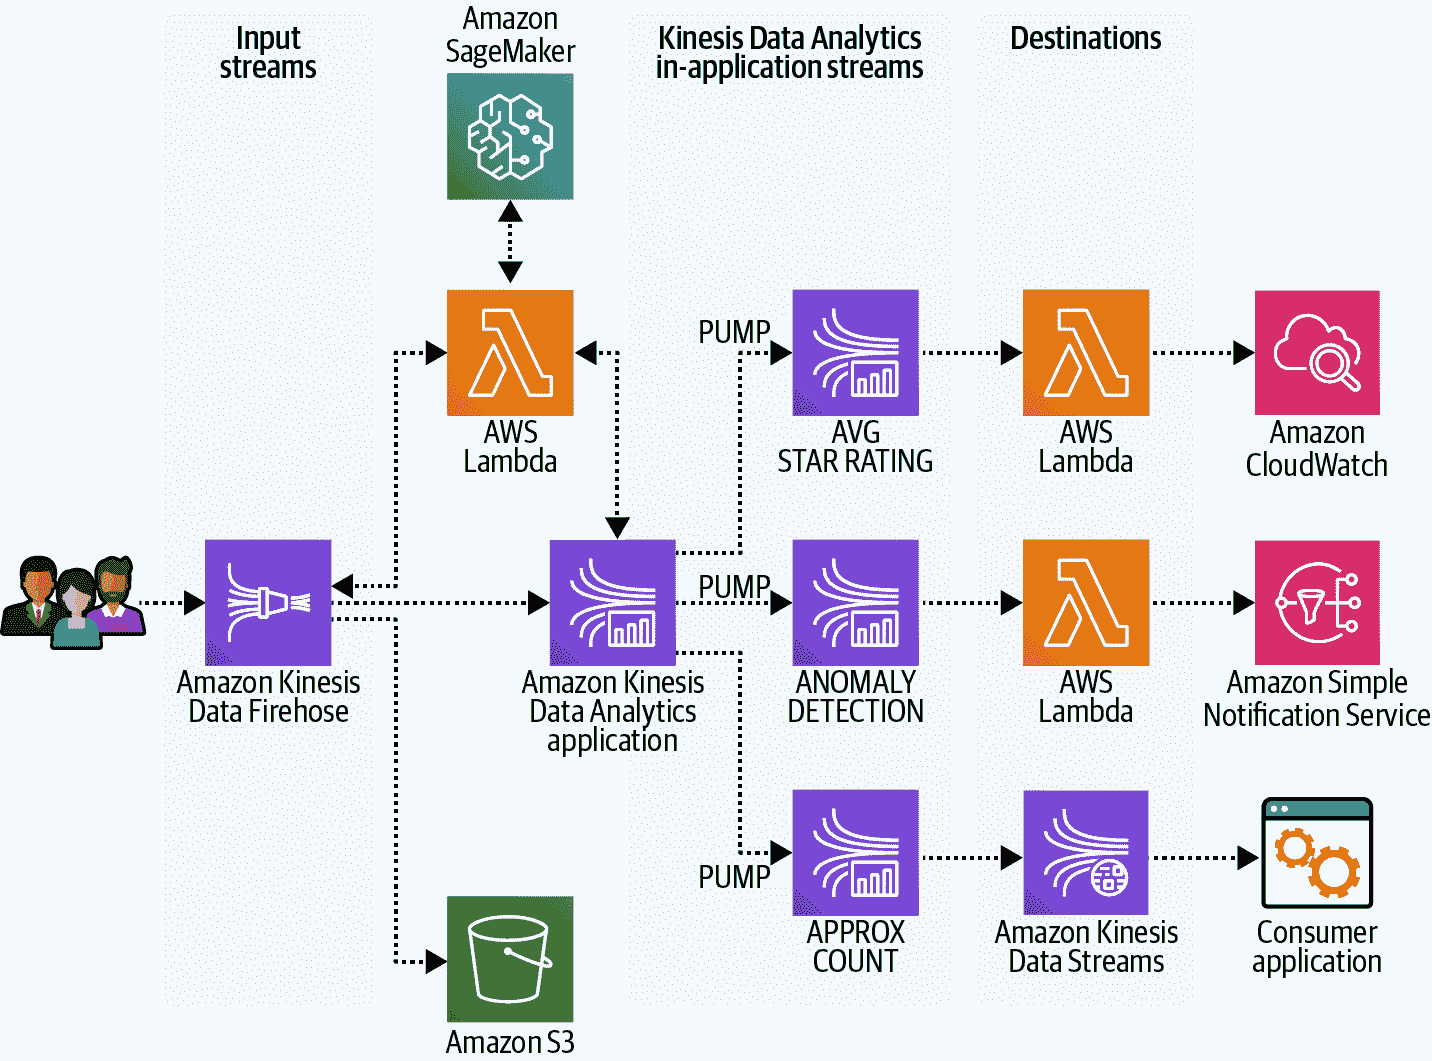 Input
streams
Amazon
SageMaker
Kinesis Data Analytics
in-application streams
Destinations
PUMP
AWS
Lambda
AVG
STAR RATING
AWS
Lambda
Amazon
CloudWatch
PUMP
Amazon Kinesis
Data Firehose
Amazon Kinesis
Data Analytics
application
ANOMALY
DETECTION
AWS
Lambda
Amazon Simple
Notification Service
PUMP
APPROX
COUNT
Amazon Kinesis
Data Streams
Consumer
application
Amazon S3